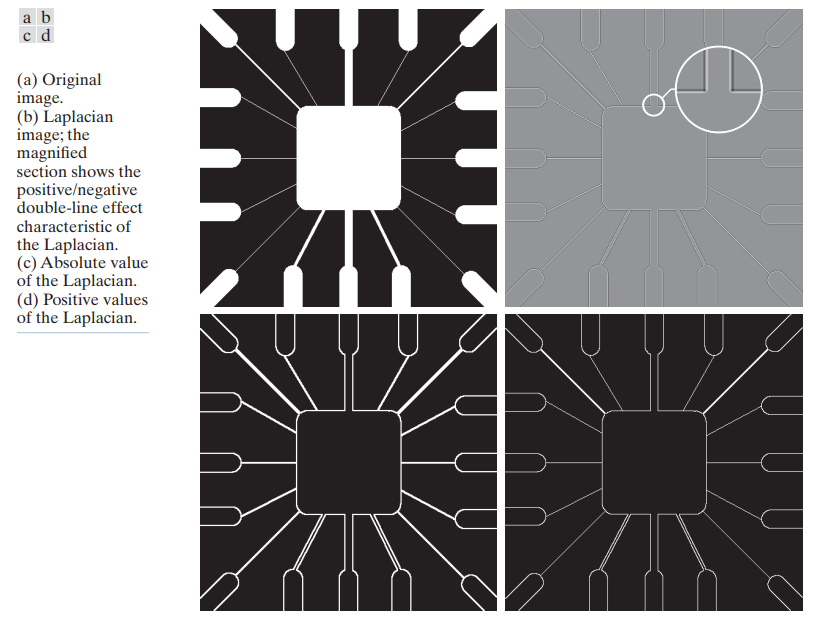 a b
c d
(a) Original
image.
(b) Laplacian
image; the
magnified
section shows the
positive/negative
double-line effect
characteristic of
the Laplacian.
(c) Absolute value
of the Laplacian.
(d) Positive values
of the Laplacian.